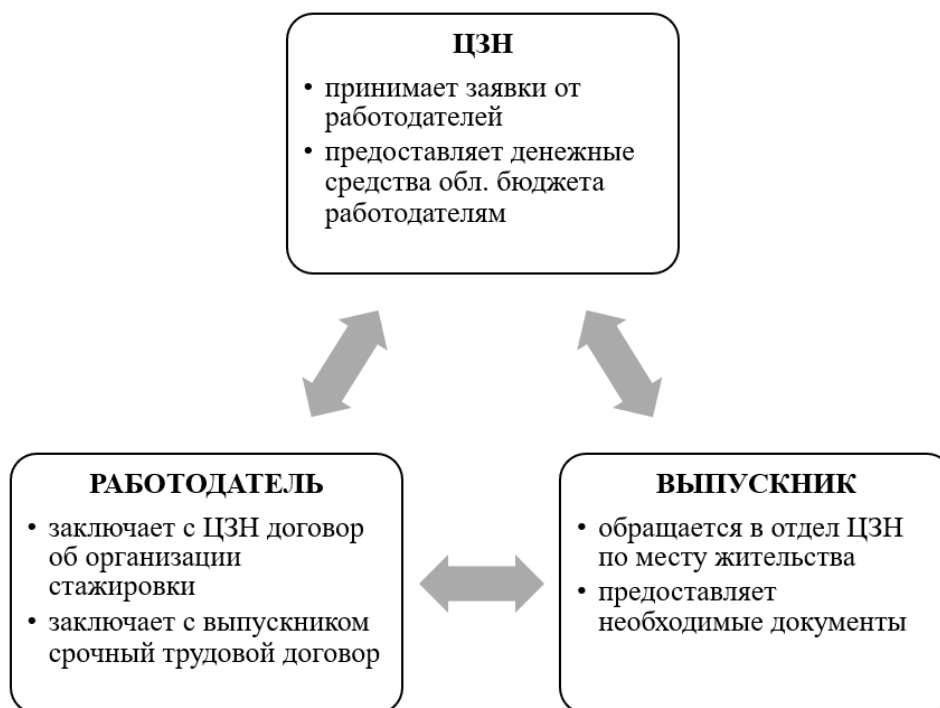 ЦЗН
• принимает заявки от
работодателей
• предоставляет денежные
средства обл. бюджета
работодателям
РАБОТОДАТЕЛЬ
• заключает с ЦЗН договор
об организации
стажировки
• заключает с выпускником
срочный трудовой договор
ВЫПУСКНИК
• обращается в отдел ЦЗН
по месту жительства
• предоставляет
необходимые документы